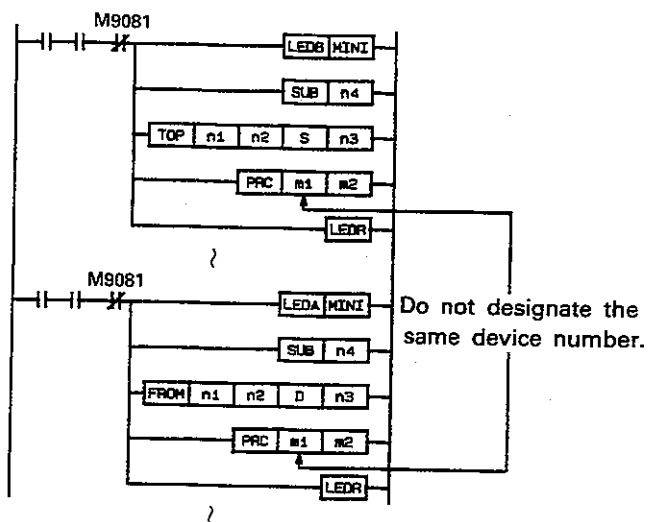 M9081
LEDB MINI
SUB n4
TOP n1 n2 S n3
PRC m1 m2
LEDR
M9081
LEDA MINI
Do not designate the
same device number.
SUB n4
FROM n1 n2 D n3
PRC m1 m2
LEDR